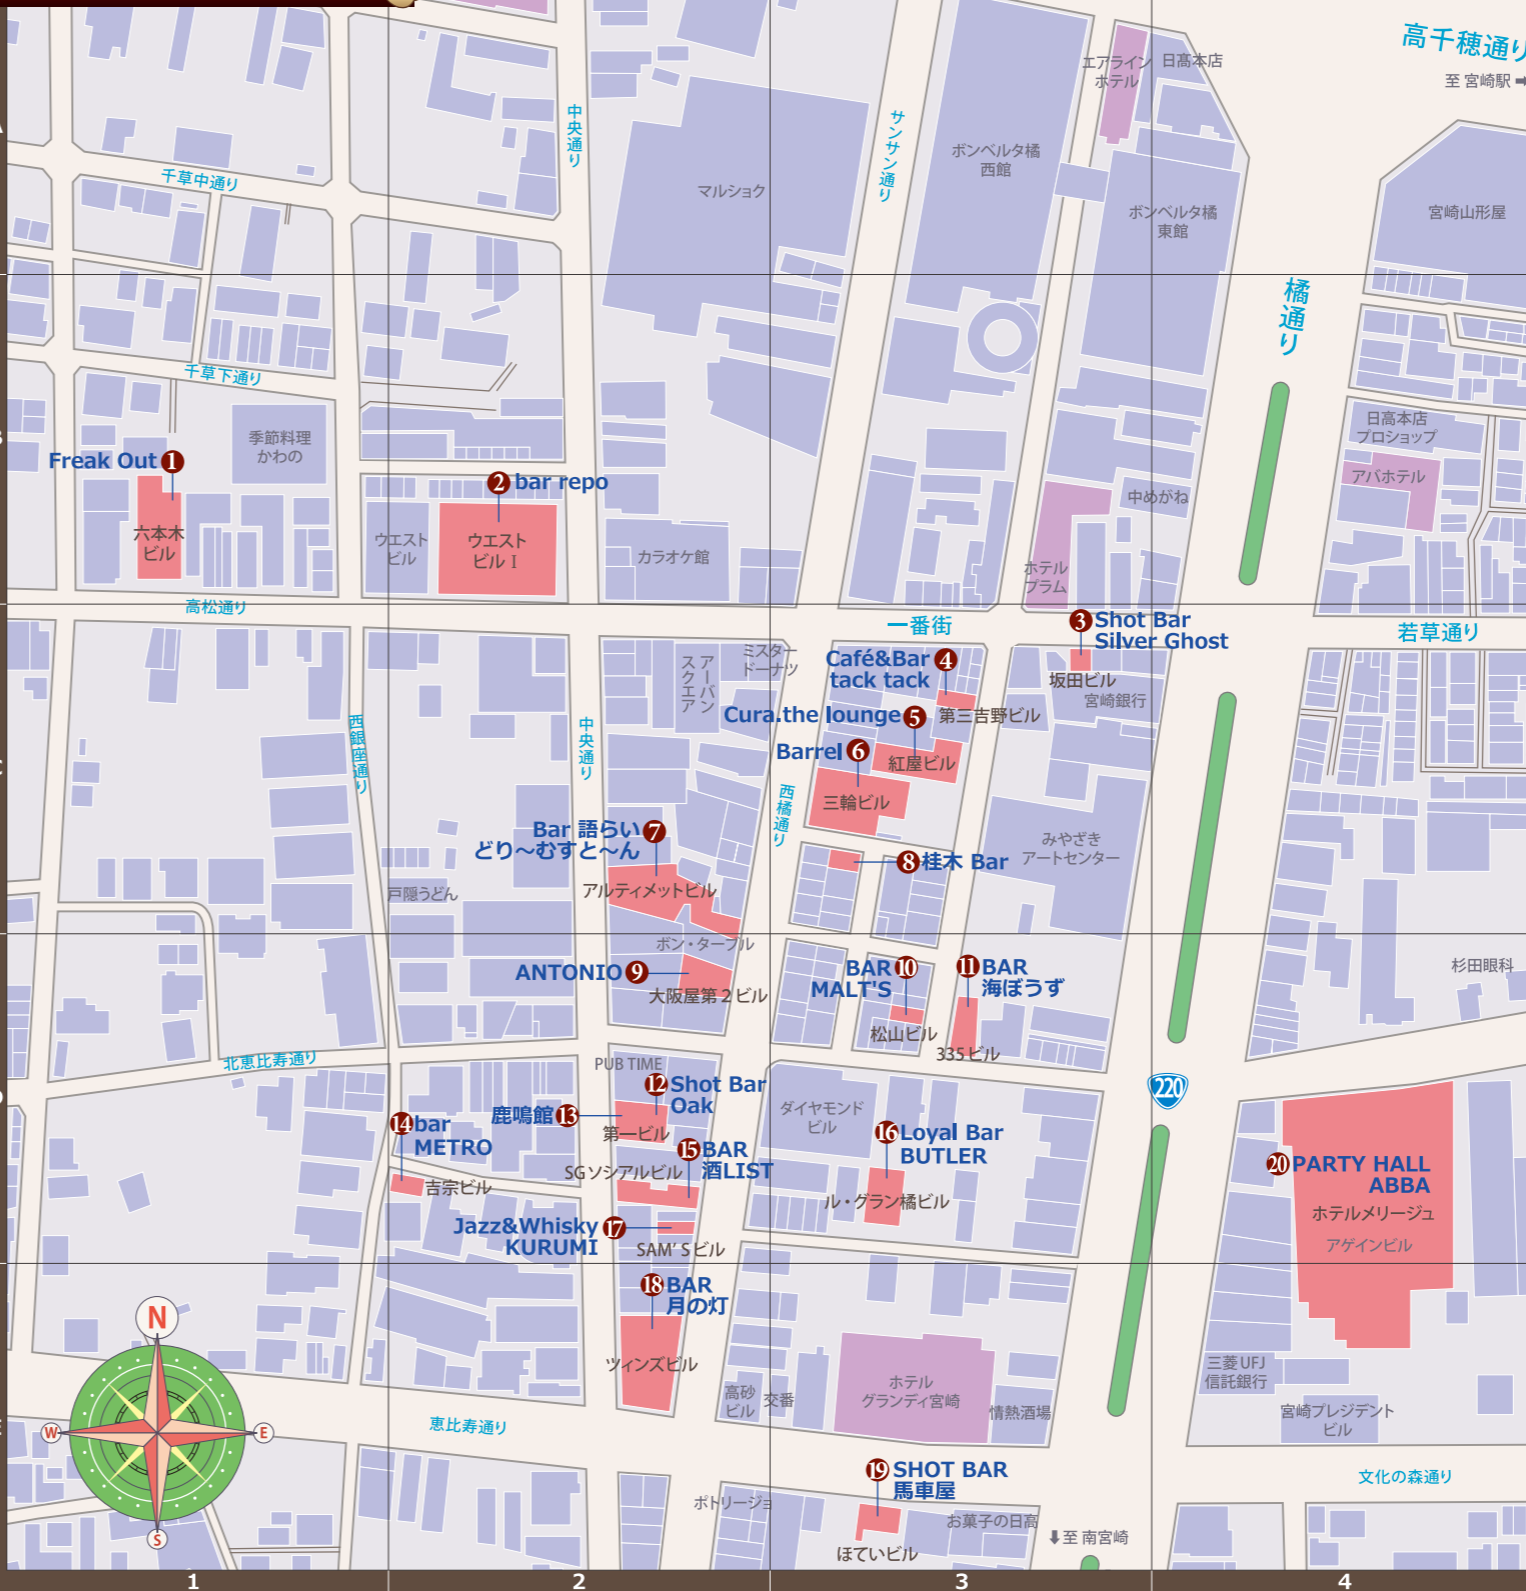 高千穂通り
至 宮崎駅 ➡
エアライン
ホテル
日髙本店
ボンベルタ橘
西館
中央通り
サンサン通り
千草中通り
マルショク
ボンベルタ橘
東館
宮崎山形屋
橘通り
千草下通り
季節料理
かわの
Freak Out 1
六本木
ビル
2 bar repo
ウエスト
ビル
ウエスト
ビル I
カラオケ館
日高本店
プロショップ
アパホテル
中めがね
ホテル
プラム
高松通り
一番街
若草通り
3 Shot Bar
Silver Ghost
坂田ビル
宮崎銀行
ミスター
ドーナツ
アーバン
スクエア
Café&Bar 4
tack tack
第三吉野ビル
Cura.the lounge 5
紅屋ビル
Barrel 6
三輪ビル
西銀座通り
中央通り
西橘通り
Bar 語らい 7
どり～むすと～ん
アルティメットビル
みやざき
アートセンター
8 桂木 Bar
戸隠うどん
ボン・ターブル
ANTONIO 9
大阪屋第２ビル
BAR 10
MALT'S
松山ビル
11 BAR
海ぼうず
335ビル
杉田眼科
北恵比寿通り
PUB TIME
12 Shot Bar
Oak
鹿鳴館 13
第一ビル
14 bar
METRO
吉宗ビル
SGソシアルビル
15 BAR
酒LIST
ダイヤモンド
ビル
16 Loyal Bar
BUTLER
ル・グラン橘ビル
220
20 PARTY HALL
ABBA
ホテルメリージュ
アゲインビル
Jazz&Whisky 17
KURUMI
SAM'Sビル
18 BAR
月の灯
ツィンズビル
高砂
ビル
交番
ホテル
グランディ宮崎
情熱酒場
三菱UFJ
信託銀行
宮崎プレジデント
ビル
恵比寿通り
文化の森通り
19 SHOT BAR
馬車屋
ほていビル
ポトリージョ
お菓子の日高
⬇至 南宮崎
N
W
E
S
1
2
3
4